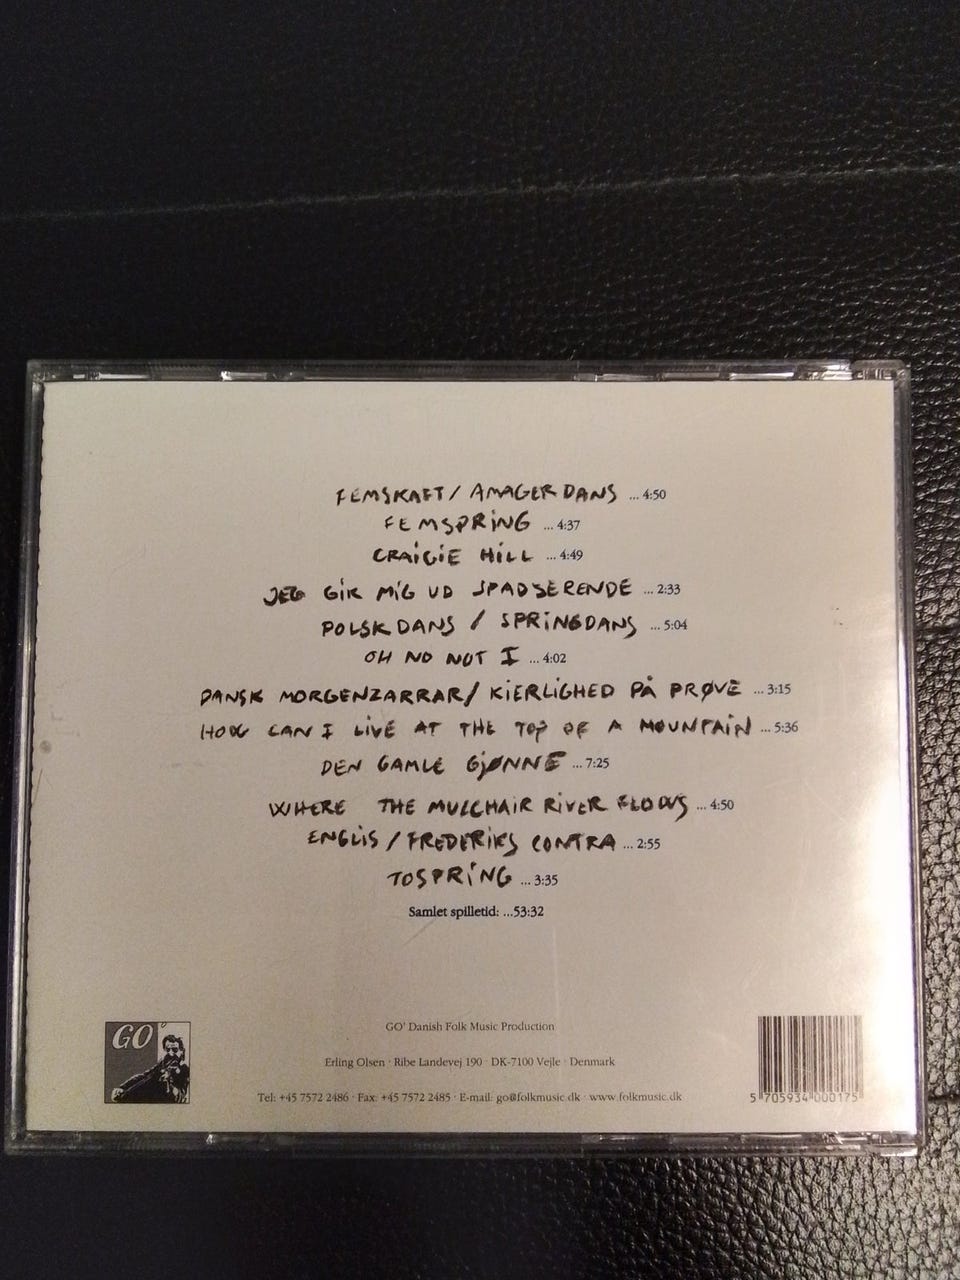 FEMSKAFT/ AMAGER DANS ... 4:50
FEMSPRING ... 4:37
CRAIGIE HILL ... 4:49
JEG GIK MIG UD SPADSERENDE ... 2:33
POLSK DANS / SPRINGDANS ... 5:04
OH NO NOT I ... 4:02
DANSK MORGENZARRAR/ KIERLIGHED PÅ PRØVE ... 3:15
HOW CAN I LIVE AT THE TOP OF A MOUNTAIN ... 5:36
DEN GAMLE GJØNNE ... 7:25
WHERE THE MULCHAIR RIVER FLOWS ... 4:50
ENGLIS / FREDERIKS CONTRA ... 2:55
TOSPRING ... 3:35
Samlet spilletid: ...53:32
GO'
GO' Danish Folk Music Production
Erling Olsen · Ribe Landevej 190 · DK-7100 Vejle · Denmark
Tel: +45 7572 2486 · Fax: +45 7572 2485 · E-mail: go@folkmusic.dk · www.folkmusic.dk
5 705934 000175